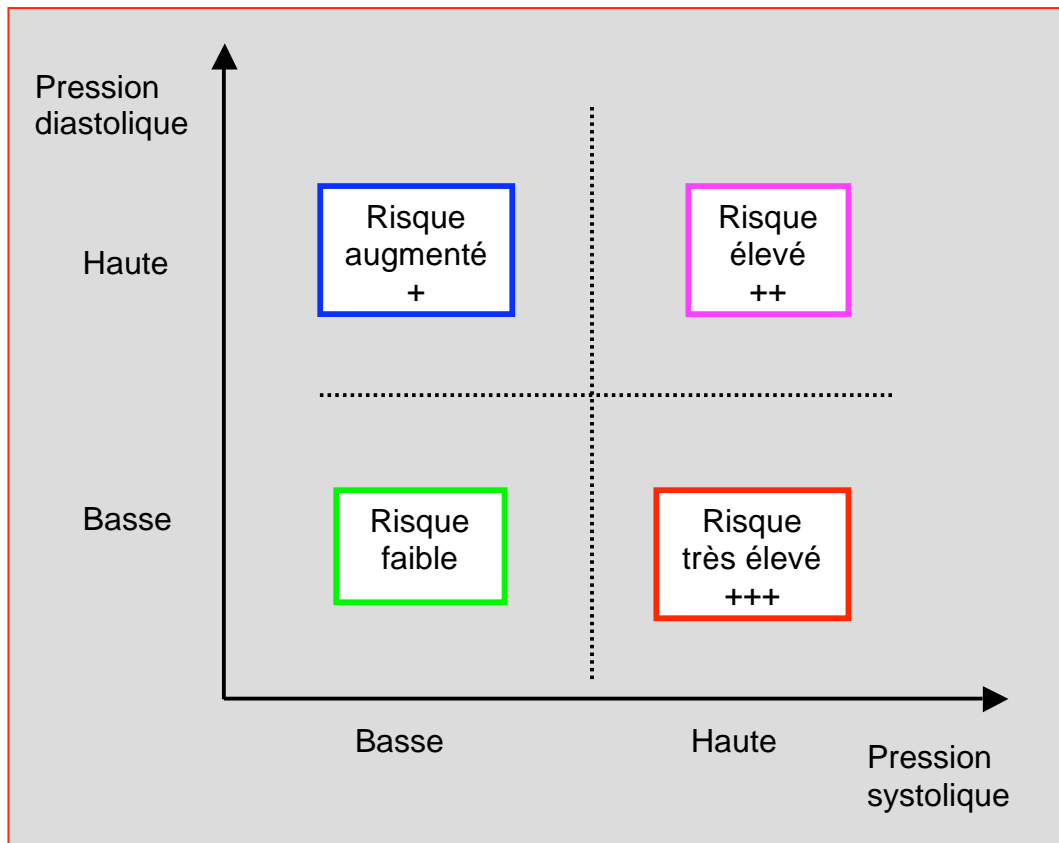 Pression
diastolique
Haute
Risque
augmenté
+
Risque
élevé
++
Basse
Risque
faible
Risque
très élevé
+++
Basse
Haute
Pression
systolique